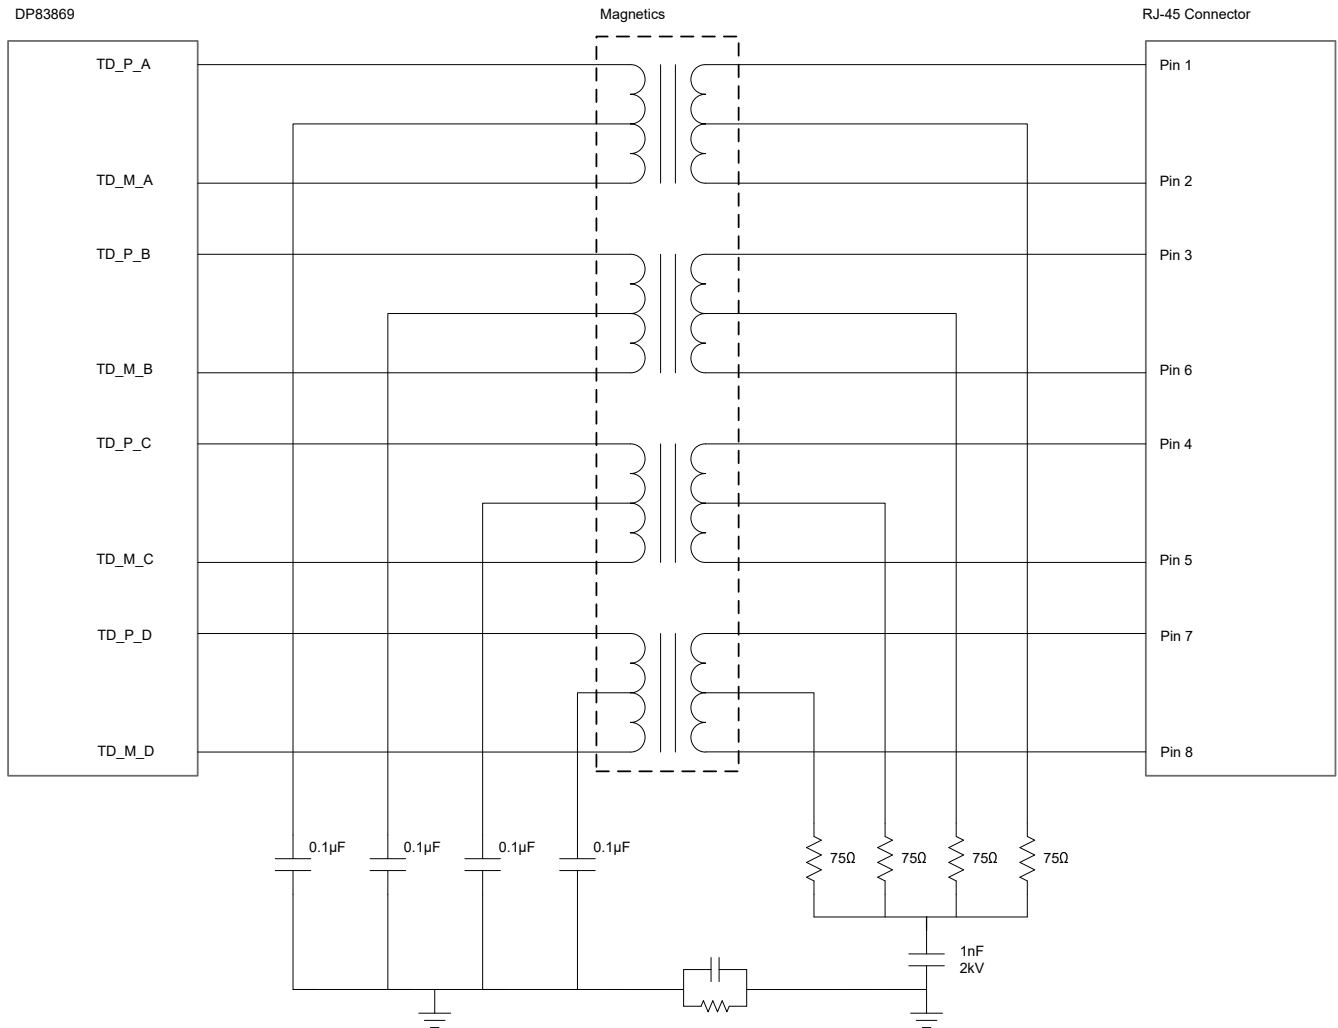 DP83869
Magnetics
RJ-45 Connector
TD_P_A
Pin 1
TD_M_A
Pin 2
TD_P_B
Pin 3
TD_M_B
Pin 6
TD_P_C
Pin 4
TD_M_C
Pin 5
TD_P_D
Pin 7
TD_M_D
Pin 8
0.1µF
0.1µF
0.1µF
0.1µF
75Ω
75Ω
75Ω
75Ω
1nF
2kV